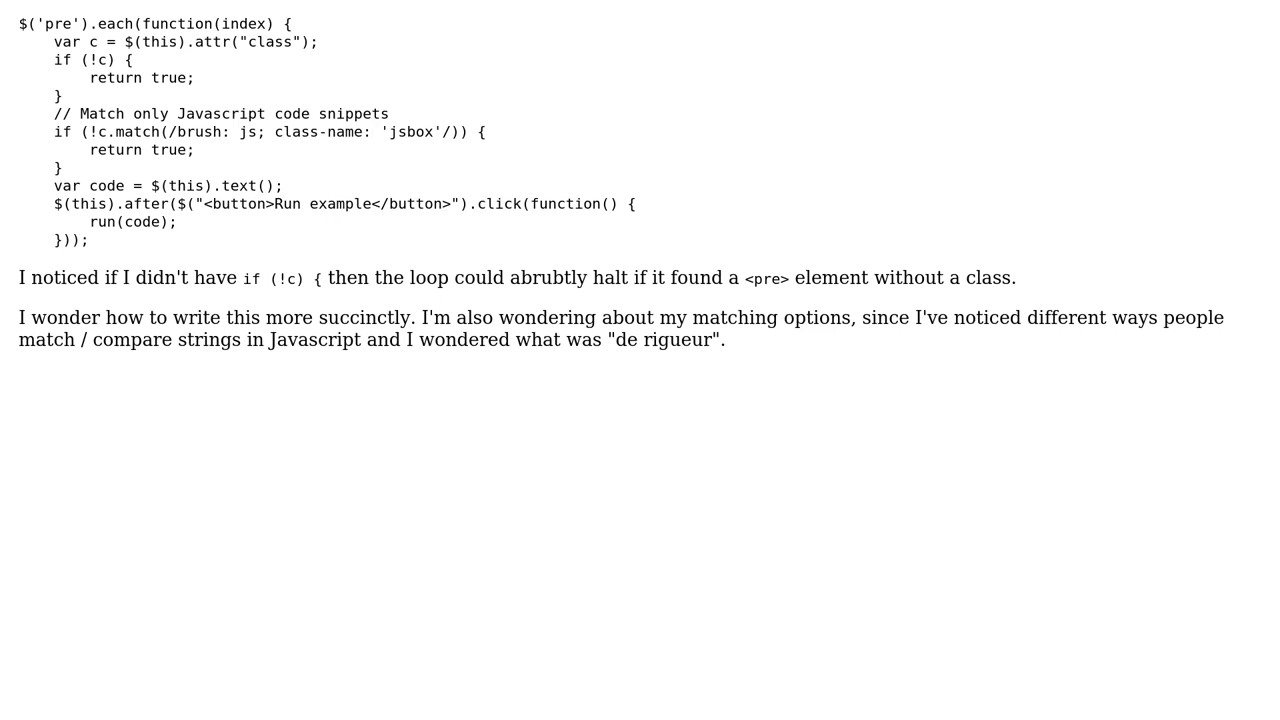 $('pre').each(function(index) {
    var c = $(this).attr("class");
    if (!c) {
        return true;
    }
    // Match only Javascript code snippets
    if (!c.match(/brush: js; class-name: 'jsbox'/)) {
        return true;
    }
    var code = $(this).text();
    $(this).after($("<button>Run example</button>").click(function() {
        run(code);
    }));
I noticed if I didn't have if (!c) { then the loop could abrubtly halt if it found a <pre> element without a class.
I wonder how to write this more succinctly. I'm also wondering about my matching options, since I've noticed different ways people
match / compare strings in Javascript and I wondered what was "de rigueur".